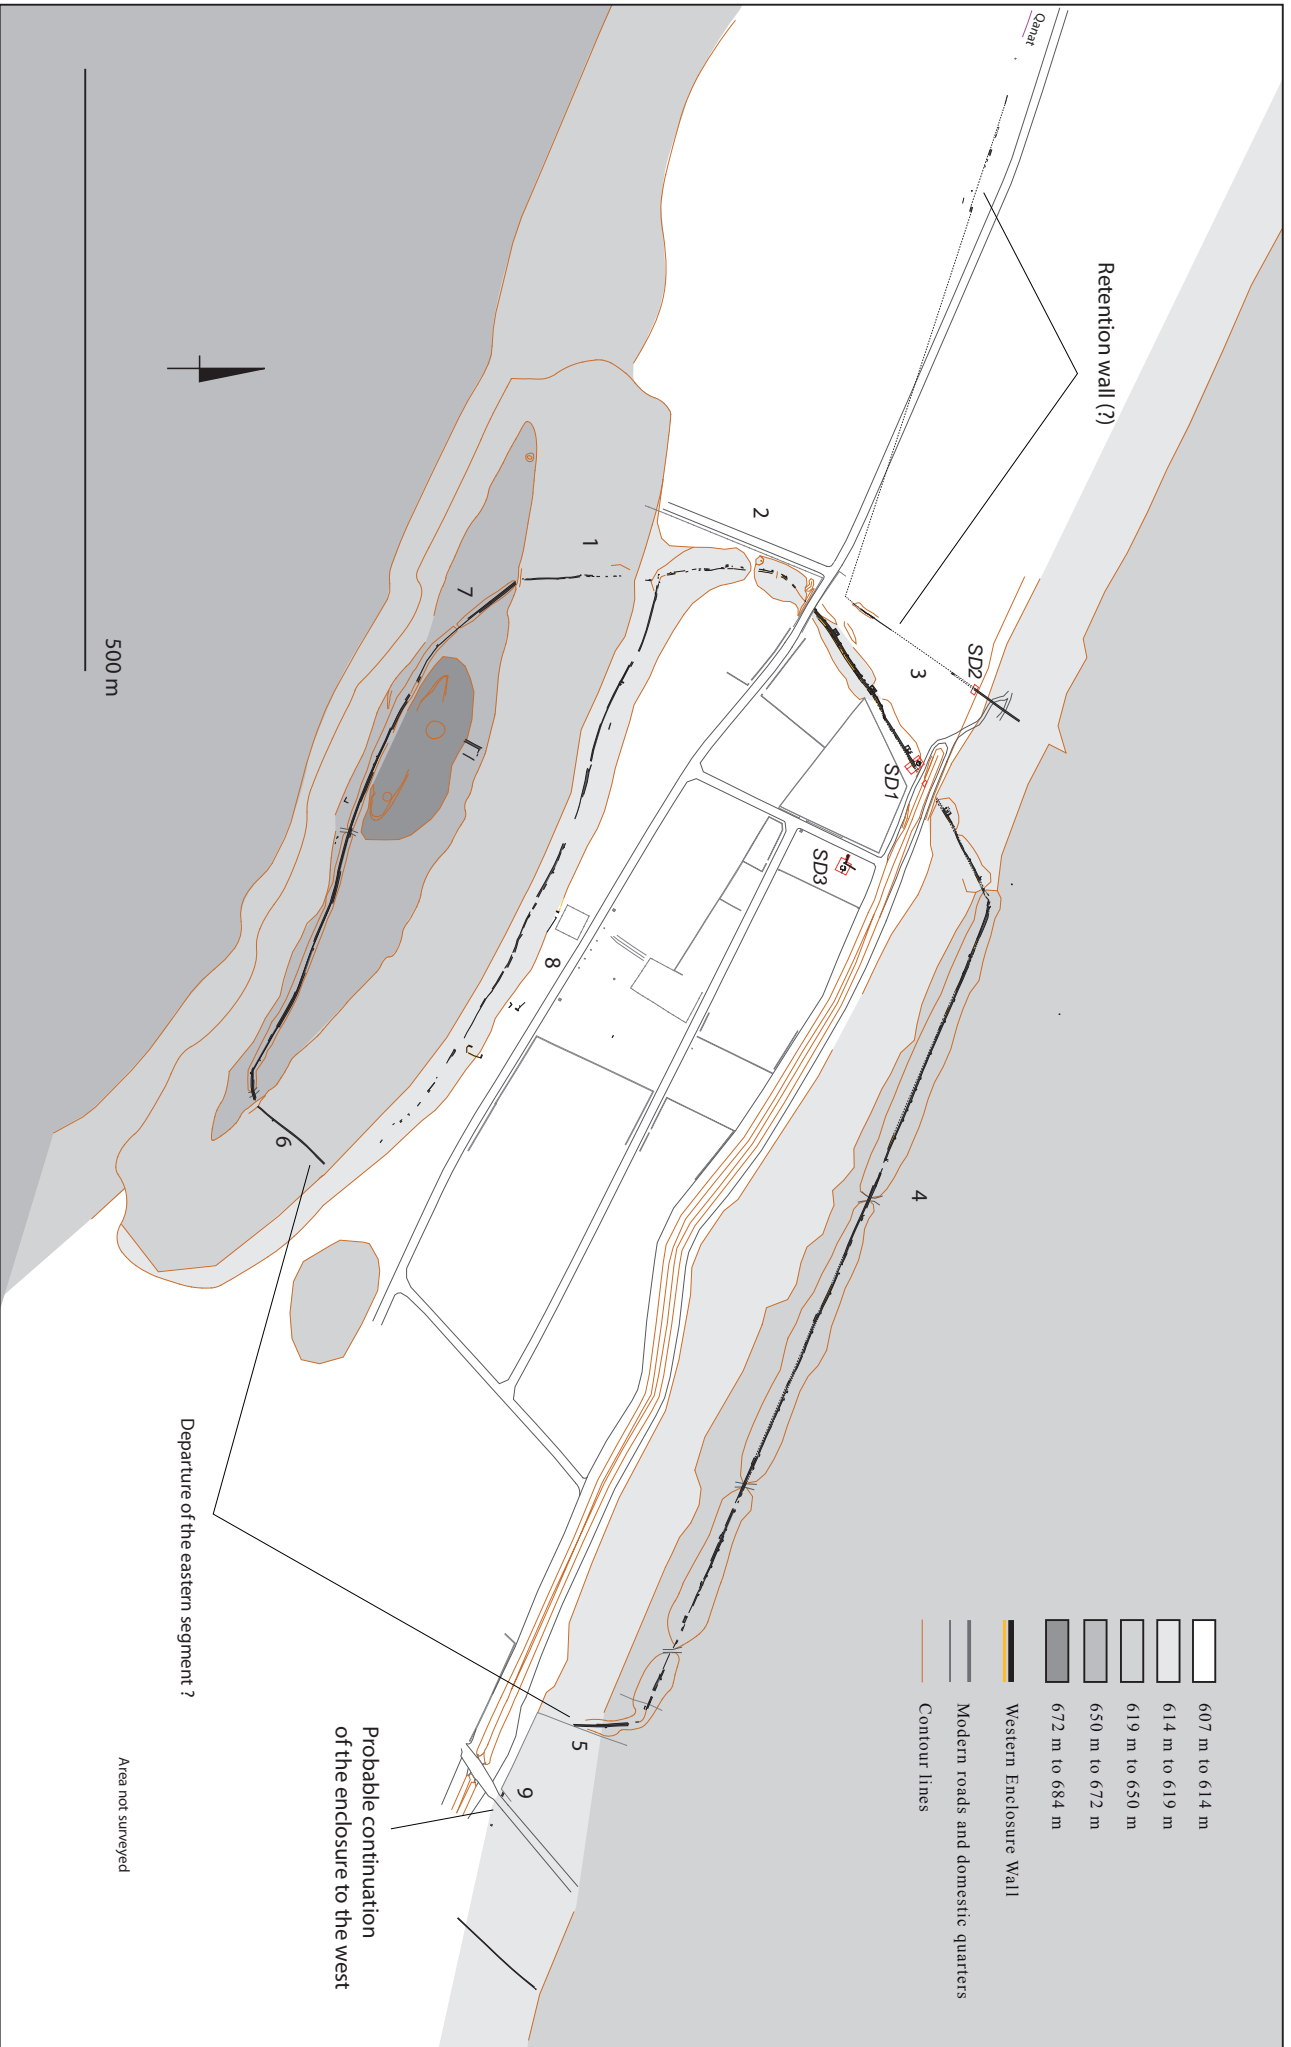 Qanat
Retention wall (?)
SD2
3
2
1
7
SD1
SD3
8
4
6
5
9
500 m
607 m to 614 m
614 m to 619 m
619 m to 650 m
650 m to 672 m
672 m to 684 m
Western Enclosure Wall
Modern roads and domestic quarters
Contour lines
Departure of the eastern segment ?
Probable continuation
of the enclosure to the west
Area not surveyed